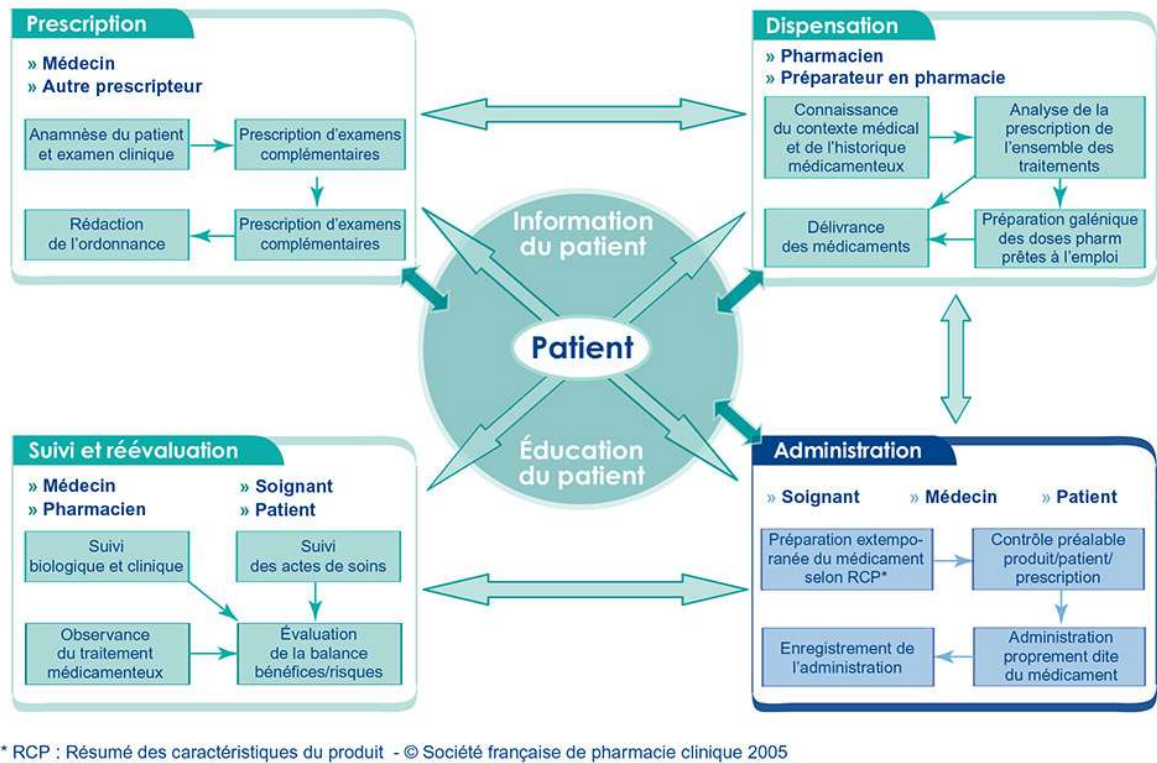 Prescription
» Médecin
» Autre prescripteur
Anamnèse du patient
et examen clinique
Prescription d'examens
complémentaires
Rédaction
de l'ordonnance
Prescription d'examens
complémentaires
Dispensation
» Pharmacien
» Préparateur en pharmacie
Connaissance
du contexte médical
et de l'historique
médicamenteux
Analyse de la
prescription de
l'ensemble des
traitements
Délivrance
des médicaments
Préparation galénique
des doses pharm
prêtes à l'emploi
Information
du patient
Patient
Éducation
du patient
Suivi et réévaluation
» Médecin
» Pharmacien
» Soignant
» Patient
Suivi
biologique et clinique
Suivi
des actes de soins
Observance
du traitement
médicamenteux
Évaluation
de la balance
bénéfices/risques
Administration
» Soignant
» Médecin
» Patient
Préparation extempo-
ranée du médicament
selon RCP*
Contrôle préalable
produit/patient/
prescription
Enregistrement de
l'administration
Administration
proprement dite
du médicament
* RCP : Résumé des caractéristiques du produit - © Société française de pharmacie clinique 2005